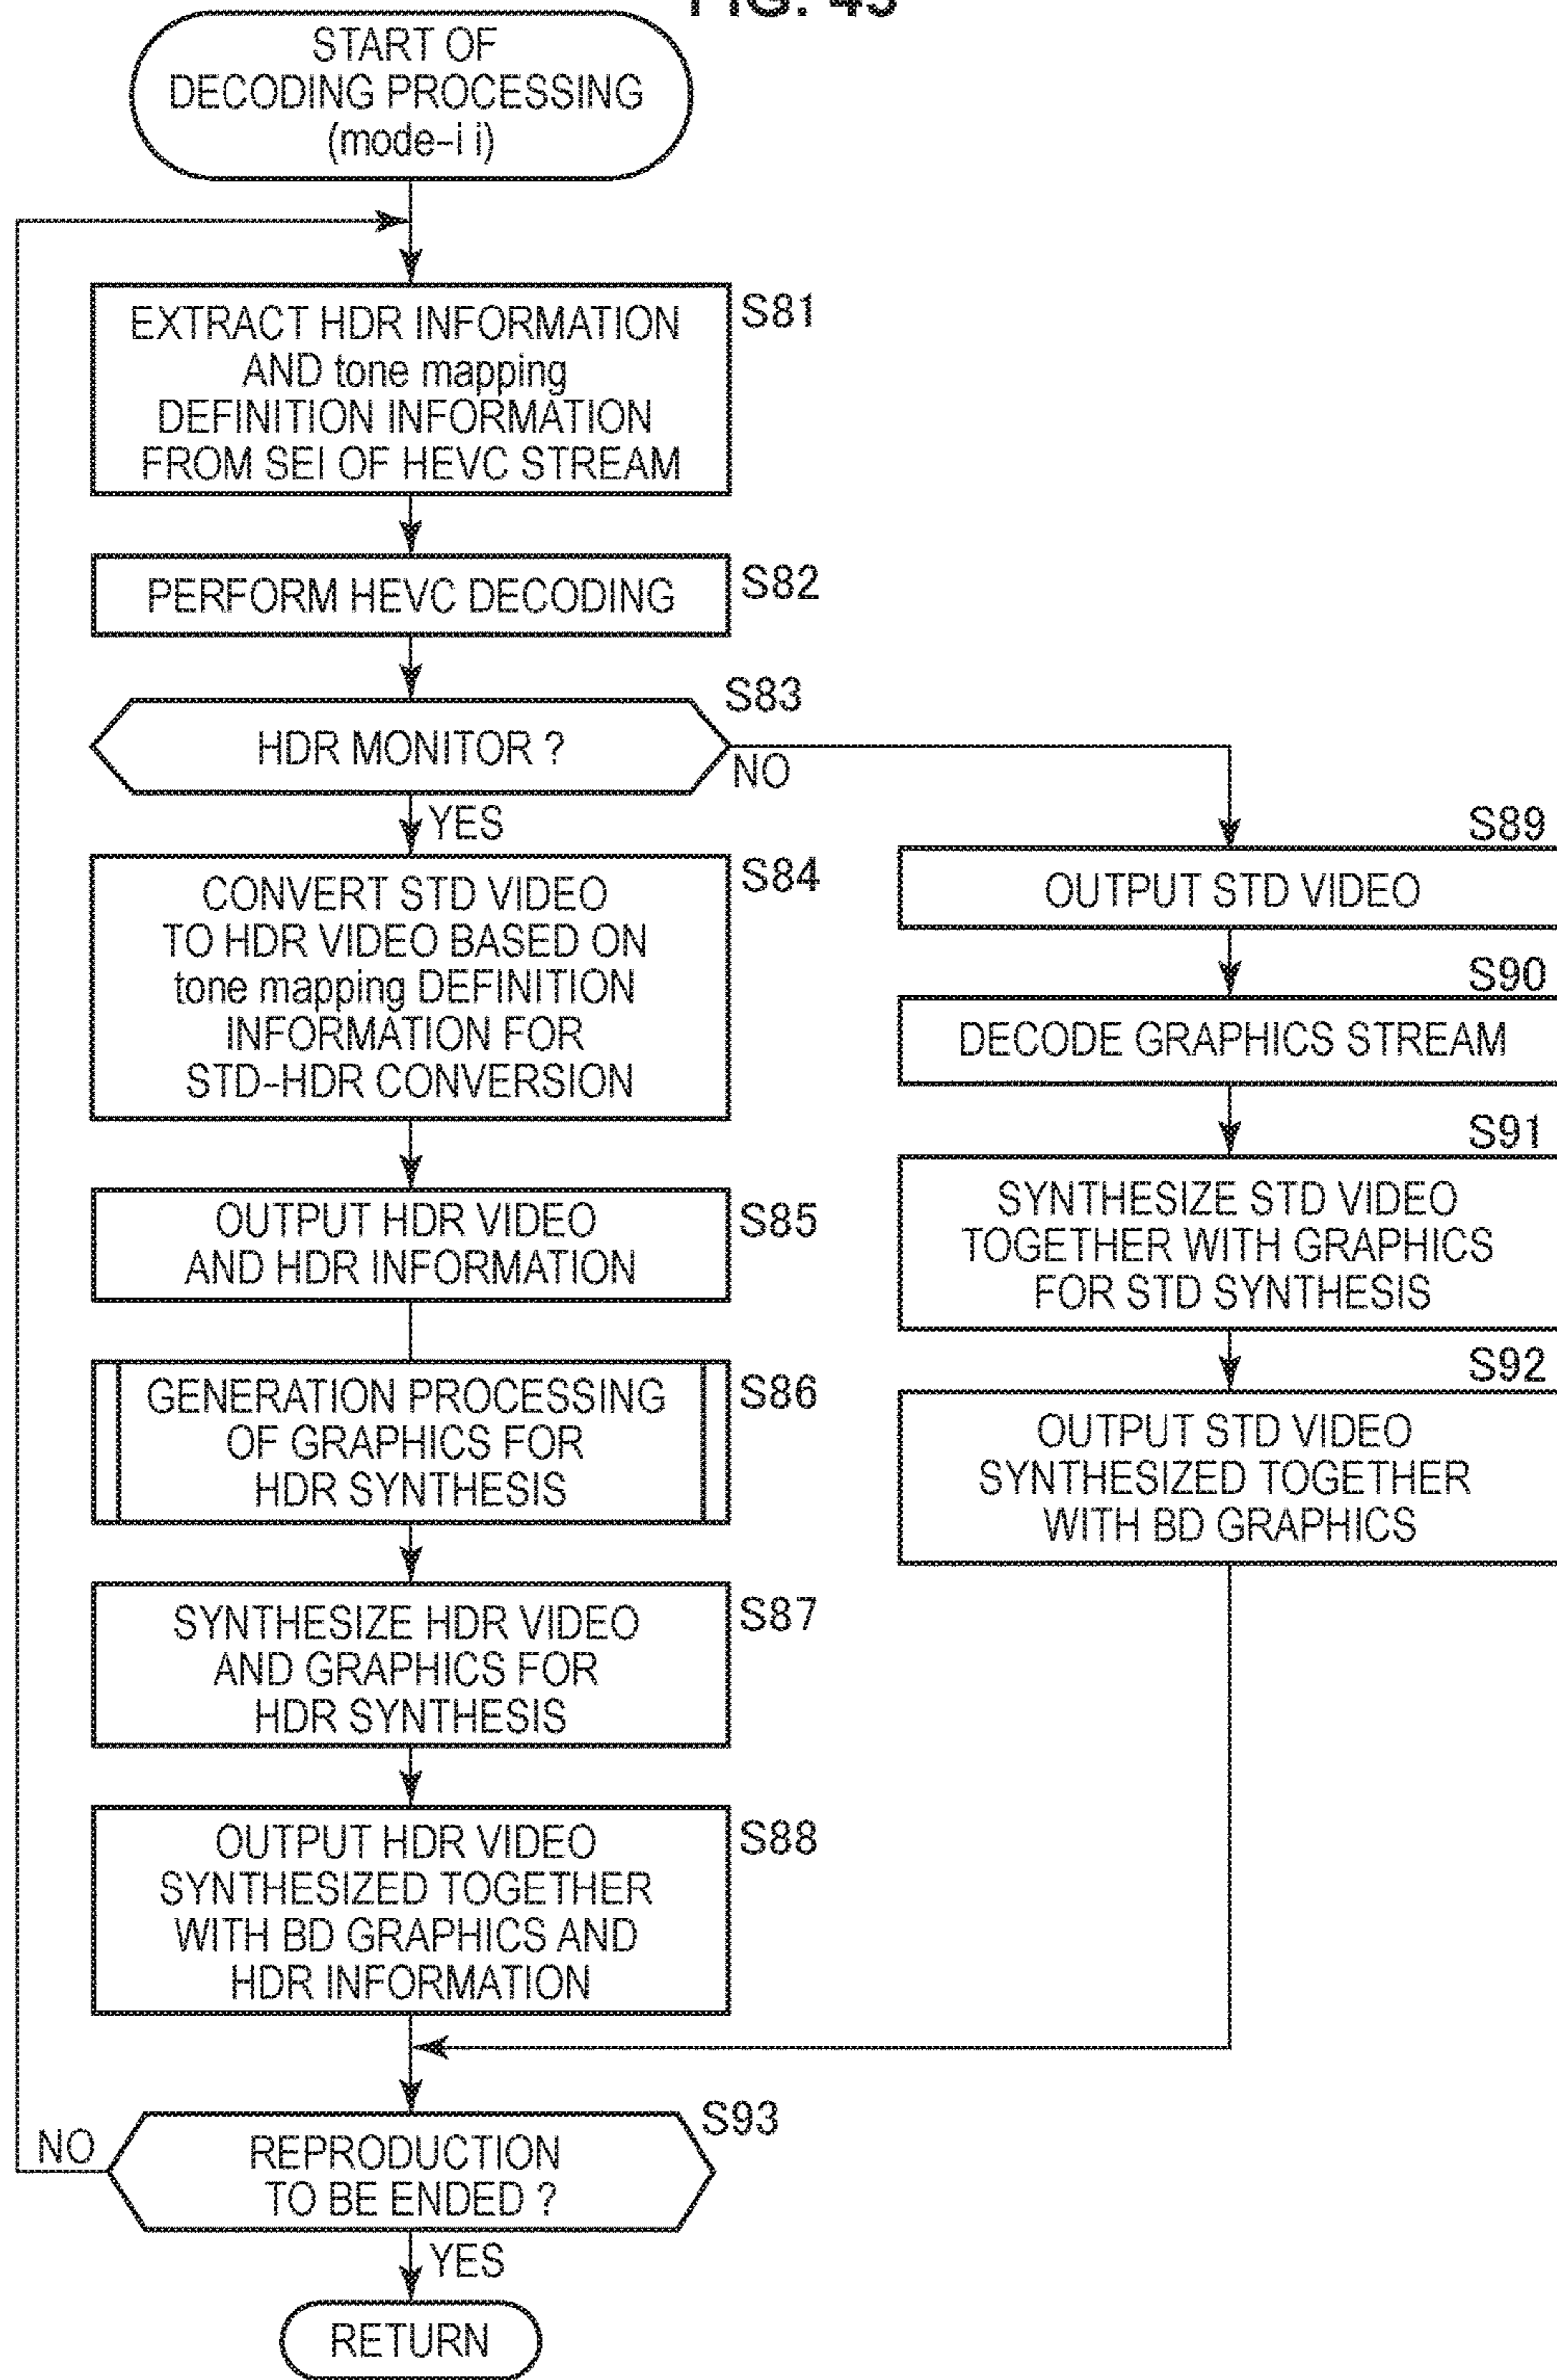 FIG.
START OF
DECODING PROCESSING
(mode-i i)
EXTRACT HDR INFORMATION
AND tone mapping
DEFINITION INFORMATION
FROM SEI OF HEVC STREAM
S81
PERFORM HEVC DECODING
S82
HDR MONITOR ?
S83
NO
YES
CONVERT STD VIDEO
TO HDR VIDEO BASED ON
tone mapping DEFINITION
INFORMATION FOR
STD-HDR CONVERSION
S84
OUTPUT HDR VIDEO
AND HDR INFORMATION
S85
GENERATION PROCESSING
OF GRAPHICS FOR
HDR SYNTHESIS
S86
SYNTHESIZE HDR VIDEO
AND GRAPHICS FOR
HDR SYNTHESIS
S87
OUTPUT HDR VIDEO
SYNTHESIZED TOGETHER
WITH BD GRAPHICS AND
HDR INFORMATION
S88
S89
OUTPUT STD VIDEO
S90
DECODE GRAPHICS STREAM
S91
SYNTHESIZE STD VIDEO
TOGETHER WITH GRAPHICS
FOR STD SYNTHESIS
S92
OUTPUT STD VIDEO
SYNTHESIZED TOGETHER
WITH BD GRAPHICS
S93
NO
REPRODUCTION
TO BE ENDED ?
YES
RETURN